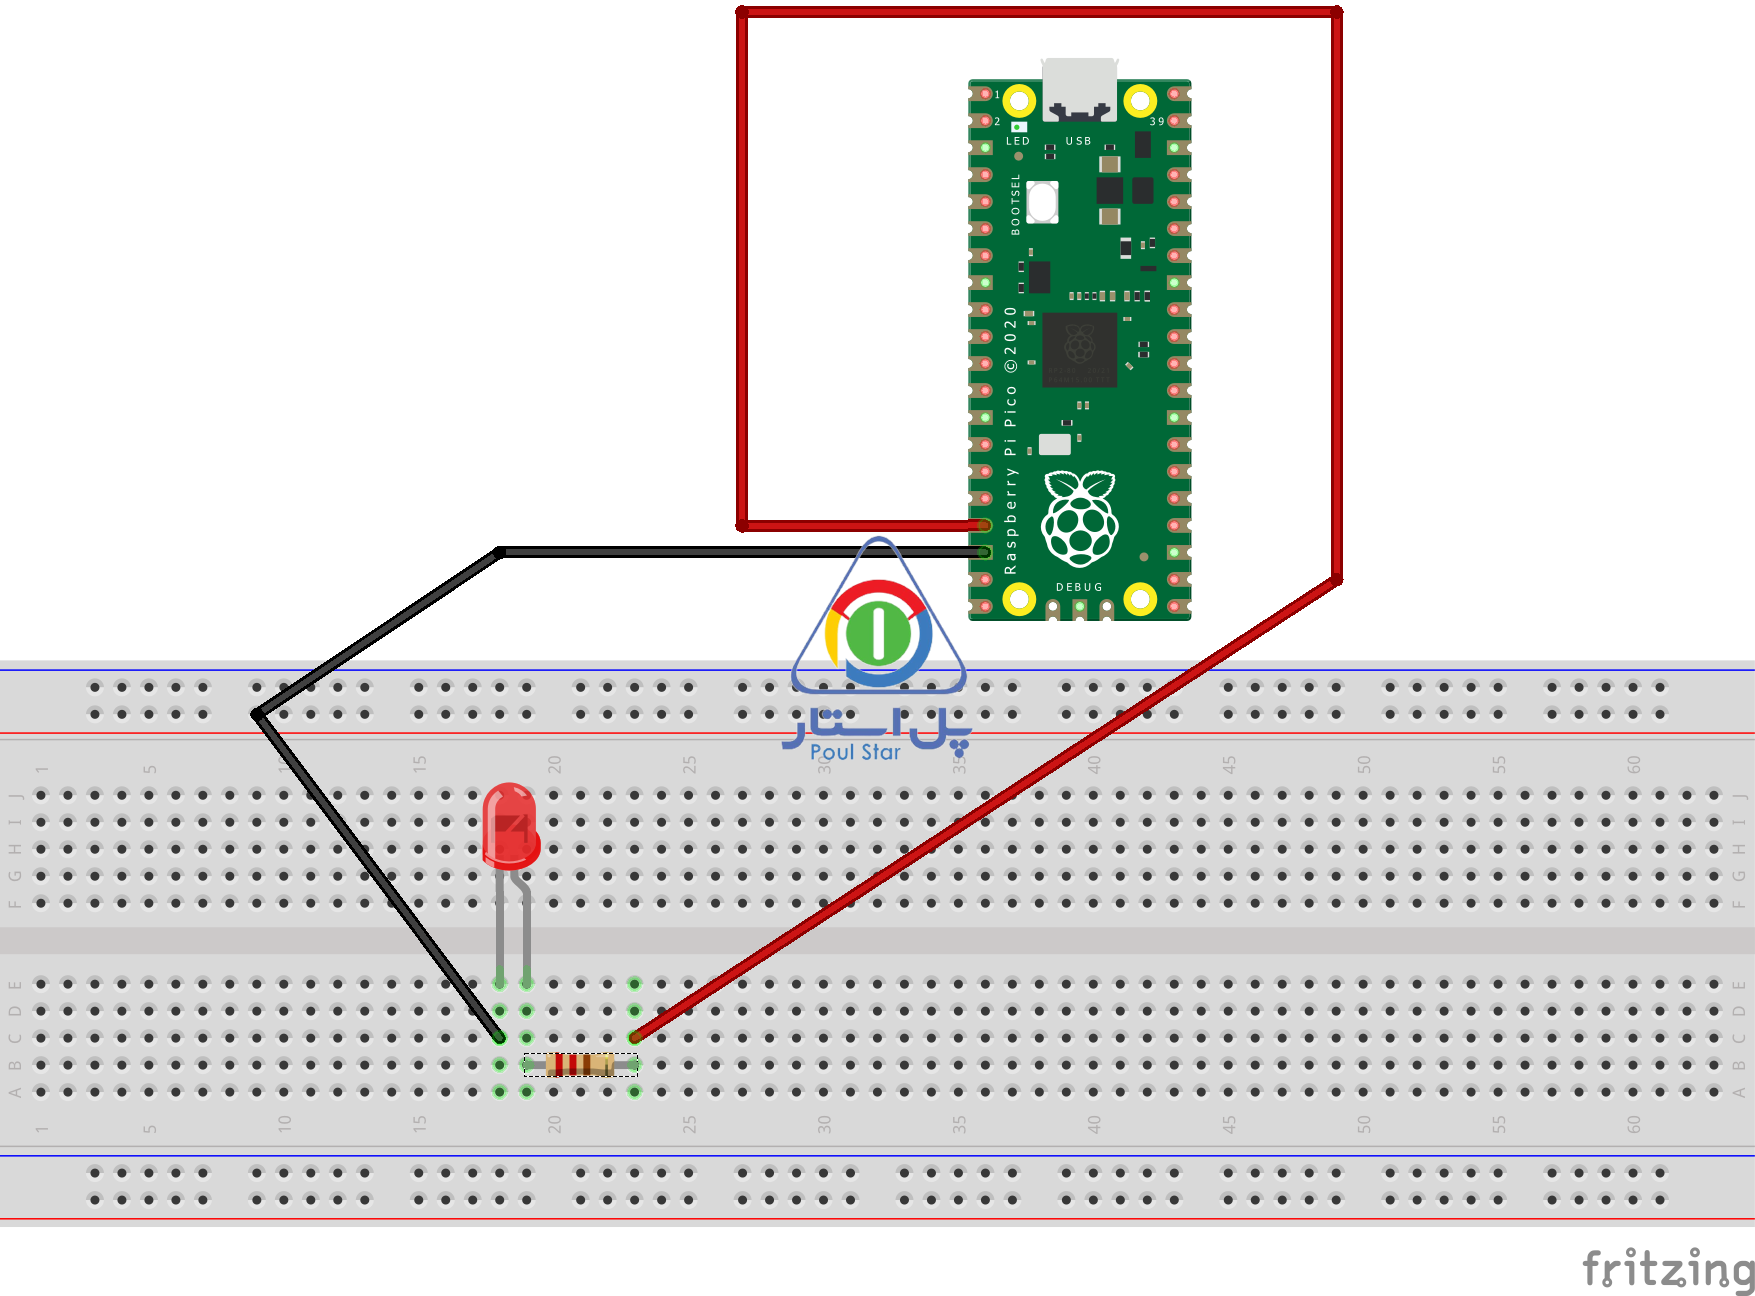 1
2
39
LED
USB
BOOTSEL
Raspberry Pi Pico ©2020
DEBUG
پل استار
Poul Star
1 5 10 15 20 25 30 35 40 45 50 55 60
J J
I I
H H
G G
F F
E E
D D
C C
B B
A A
1 5 10 15 20 25 30 35 40 45 50 55 60
fritzing